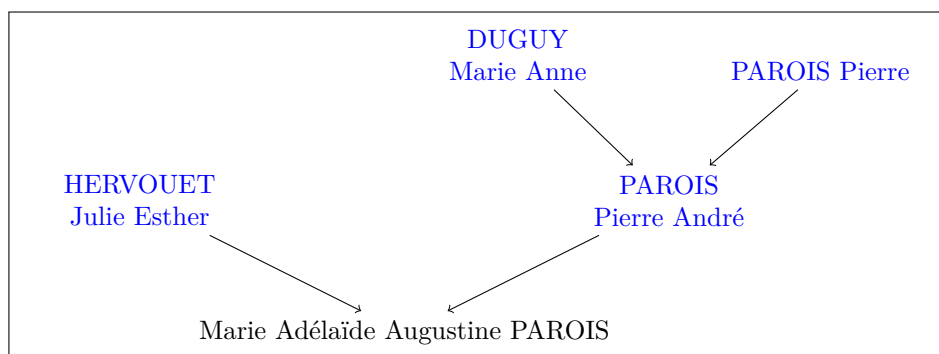 DUGUY
Marie Anne
PAROIS Pierre
HERVOUET
Julie Esther
PAROIS
Pierre André
Marie Adélaïde Augustine PAROIS